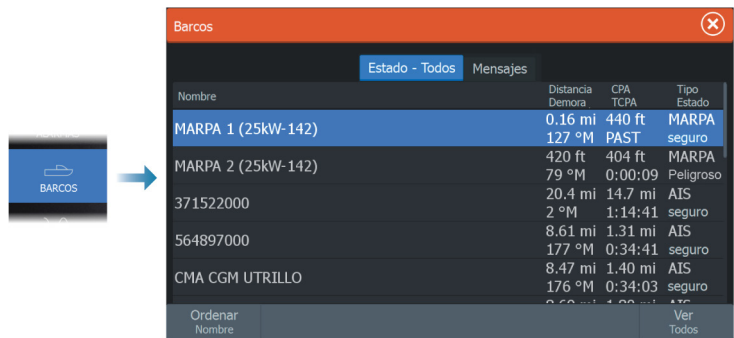 Barcos
Estado - Todos Mensajes
Nombre Distancia CPA Tipo
Demora TCPA Estado
MARPA 1 (25kW-142) 0.16 mi 440 ft MARPA
127 °M PAST seguro
MARPA 2 (25kW-142) 420 ft 404 ft MARPA
79 °M 0:00:09 Peligroso
371522000 20.4 mi 14.7 mi AIS
2 °M 1:14:41 seguro
564897000 8.61 mi 1.31 mi AIS
177 °M 0:34:41 seguro
CMA CGM UTRILLO 8.47 mi 1.40 mi AIS
176 °M 0:34:03 seguro
Ordenar Ver
Nombre Todos
BARCOS